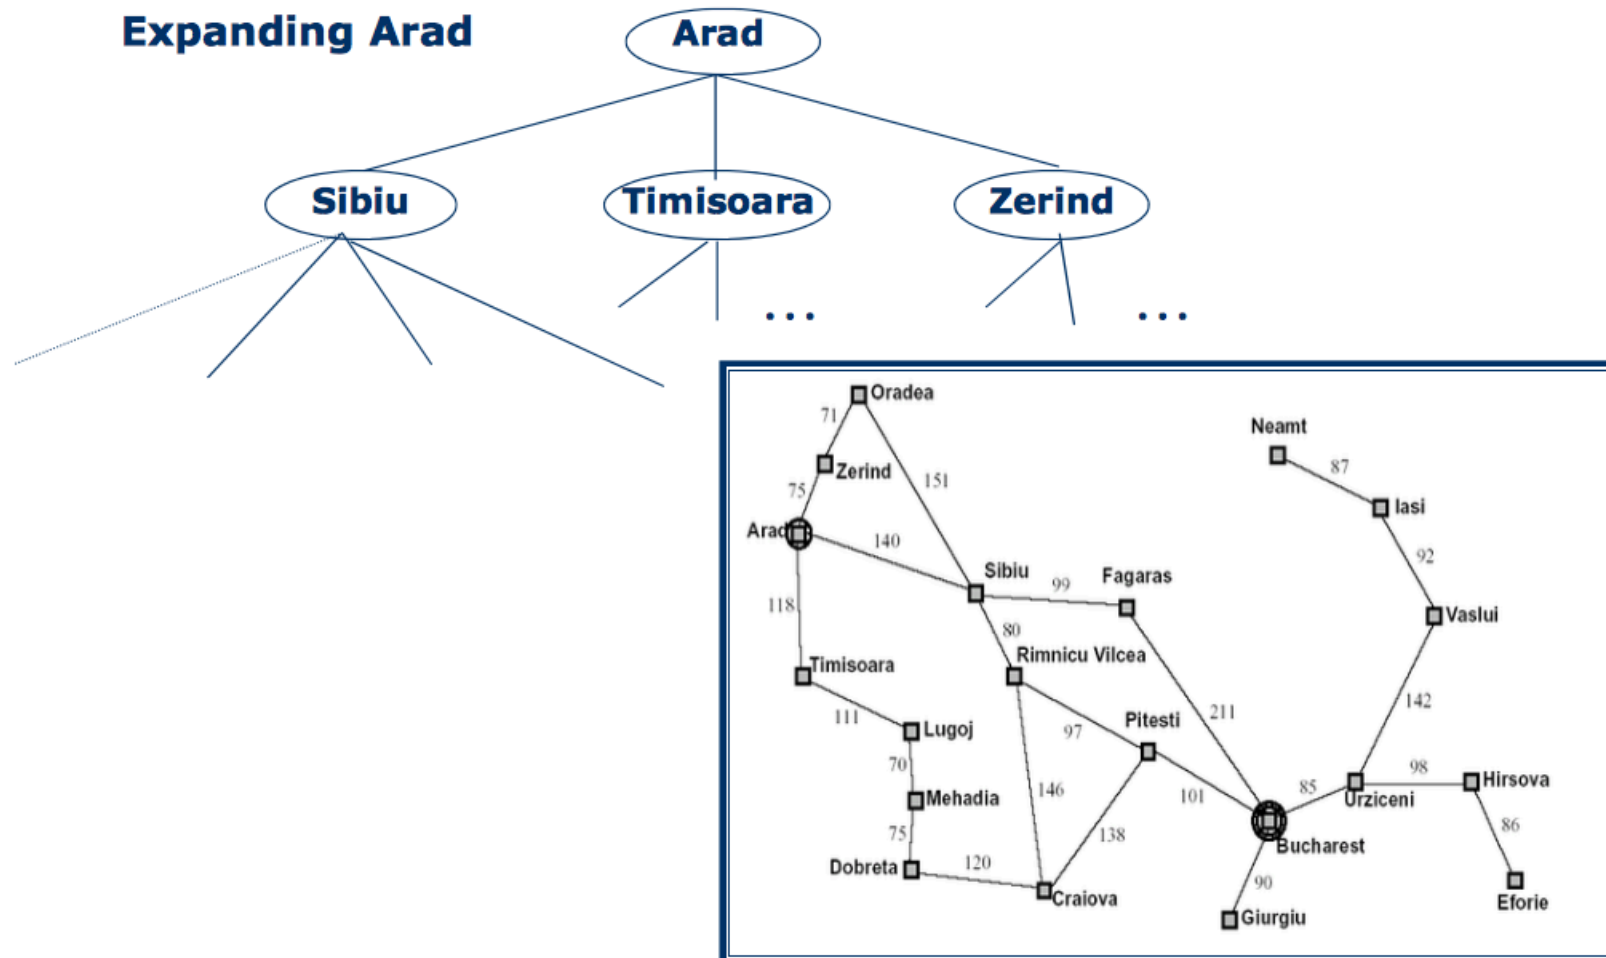 Expanding Arad
Arad
Sibiu
Timisoara
Zerind
...
...
Oradea
71
Neamt
87
Zerind
151
75
Iasi
Arad
140
92
Sibiu
99
Fagaras
118
80
Vaslui
Rimnicu Vilcea
Timisoara
142
211
111
Pitesti
Lugoj
97
70
98
Hirsova
146
85
Mehadia
101
Urziceni
75
138
86
Bucharest
Dobreta
120
90
Craiova
Eforie
Giurgiu